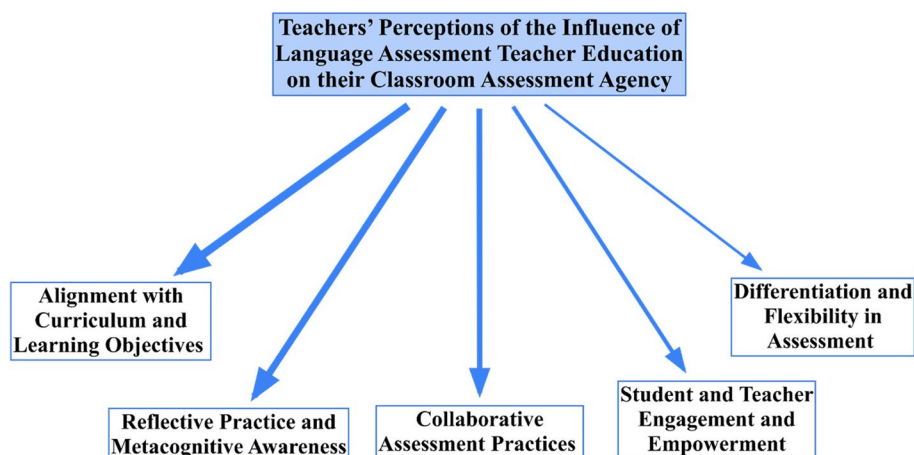 Teachers’ Perceptions of the Influence of
Language Assessment Teacher Education
on their Classroom Assessment Agency
Alignment with
Curriculum and
Learning Objectives
Reflective Practice and
Metacognitive Awareness
Collaborative
Assessment Practices
Student and Teacher
Engagement and
Empowerment
Differentiation and
Flexibility in
Assessment